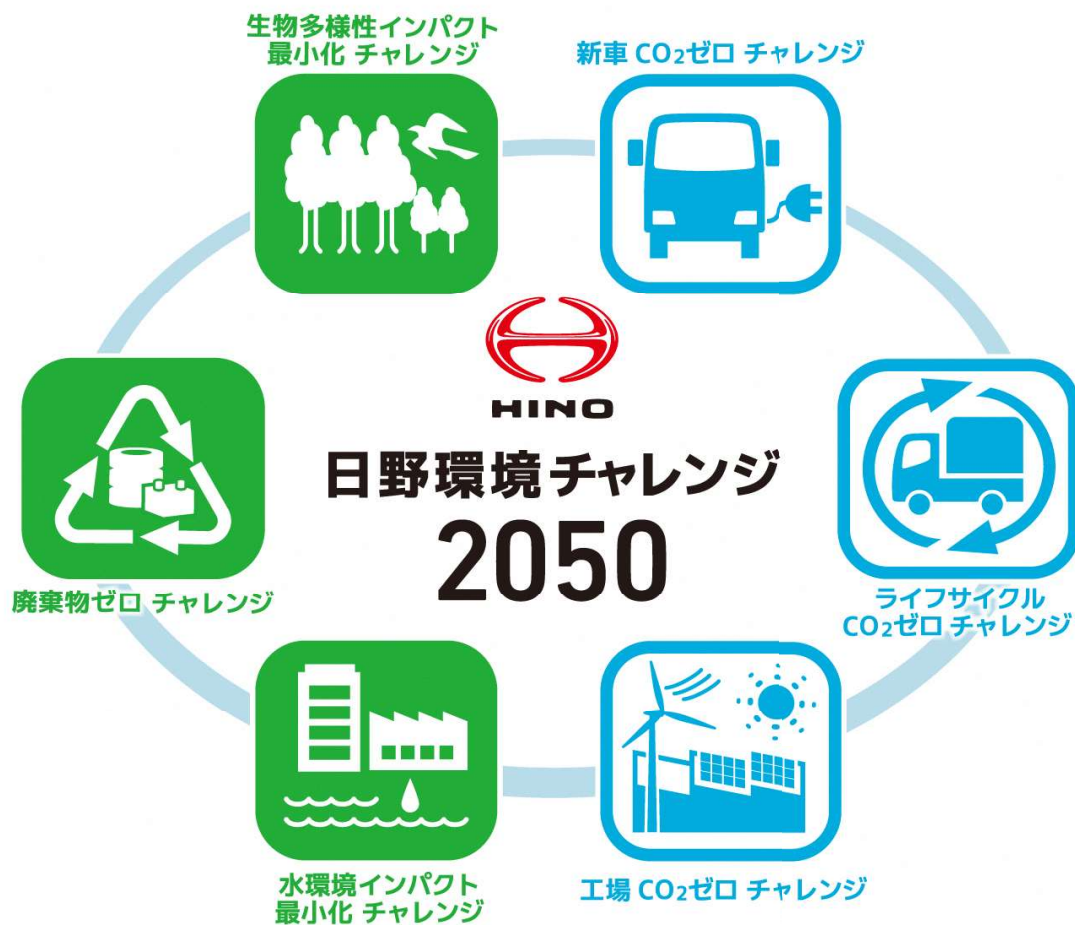 生物多様性インパクト
最小化 チャレンジ
新車 CO₂ゼロ チャレンジ
HINO
日野環境チャレンジ
2050
廃棄物ゼロ チャレンジ
ライフサイクル
CO₂ゼロ チャレンジ
水環境インパクト
最小化 チャレンジ
工場 CO₂ゼロ チャレンジ